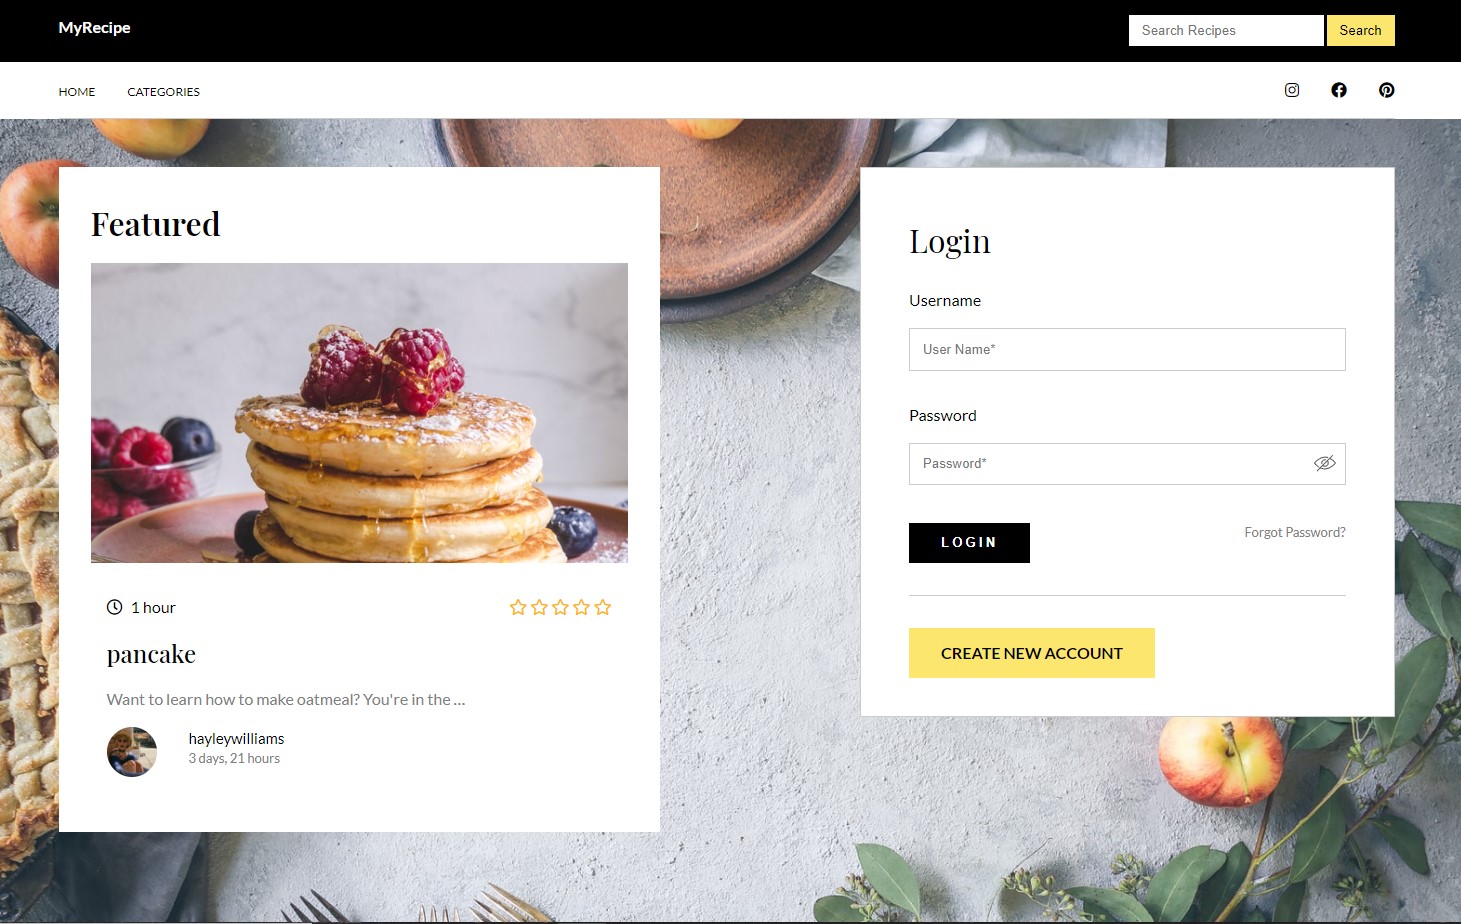 MyRecipe
Search Recipes
Search
HOME
CATEGORIES
Featured
1 hour
pancake
Want to learn how to make oatmeal? You're in the ...
hayleywilliams
3 days, 21 hours
Login
Username
User Name*
Password
Password*
LOGIN
Forgot Password?
CREATE NEW ACCOUNT